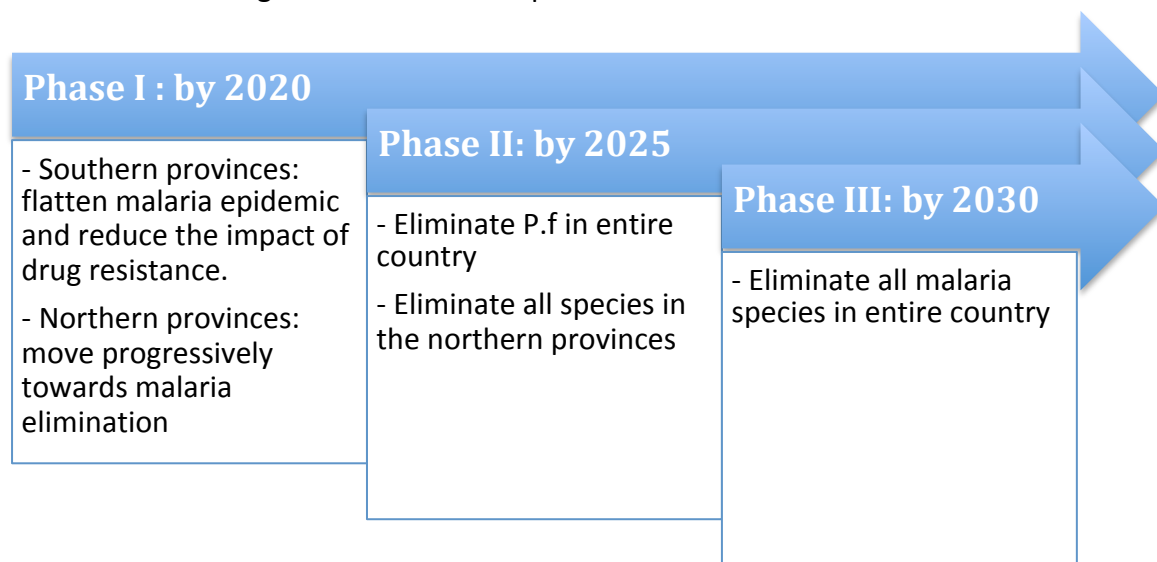 Phase I : by 2020
- Southern provinces:
flatten malaria epidemic
and reduce the impact of
drug resistance.
- Northern provinces:
move progressively
towards malaria
elimination
Phase II: by 2025
- Eliminate P.f in entire
country
- Eliminate all species in
the northern provinces
Phase III: by 2030
- Eliminate all malaria
species in entire country